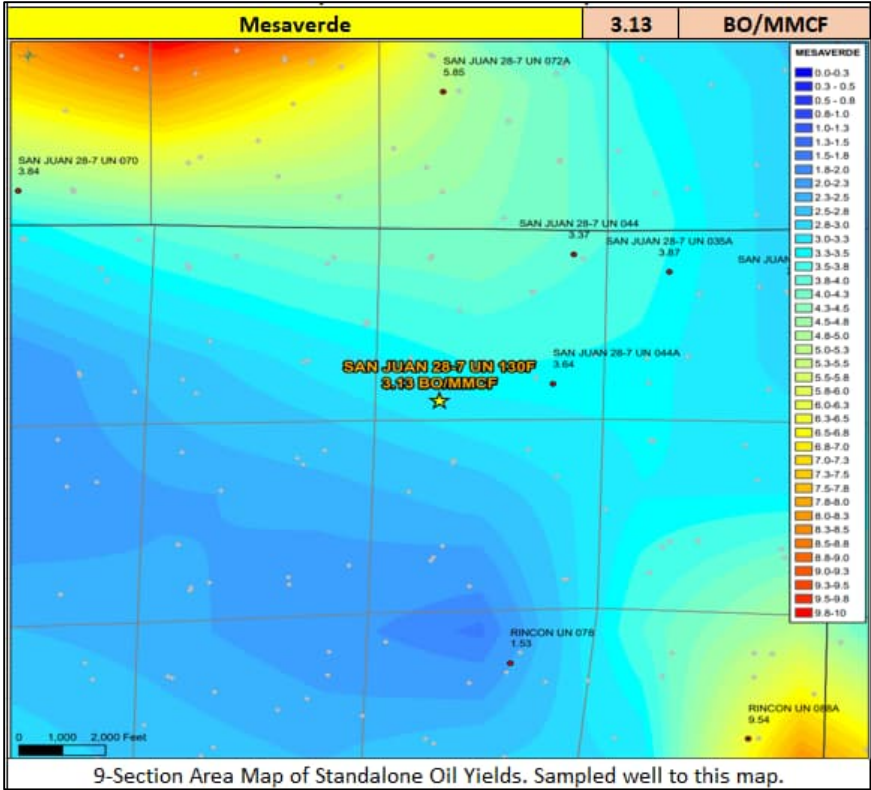 Mesaverde 3.13 BO/MMCF
MESAVERDE
0.0-0.3
0.3 - 0.5
0.5 - 0.8
0.8-1.0
1.0-1.3
1.3-1.5
1.5-1.8
1.8-2.0
2.0-2.3
2.3-2.5
2.5-2.8
2.8-3.0
3.0-3.3
3.3-3.5
3.5-3.8
3.8-4.0
4.0-4.3
4.3-4.5
4.5-4.8
4.8-5.0
5.0-5.3
5.3-5.5
5.5-5.8
5.8-6.0
6.0-6.3
6.3-6.5
6.5-6.8
6.8-7.0
7.0-7.3
7.3-7.5
7.5-7.8
7.8-8.0
8.0-8.3
8.3-8.5
8.5-8.8
8.8-9.0
9.0-9.3
9.3-9.5
9.5-9.8
9.8-10
SAN JUAN 28-7 UN 072A
5.85
SAN JUAN 28-7 UN 070
3.84
SAN JUAN 28-7 UN 044
3.37
SAN JUAN 28-7 UN 035A
3.87
SAN JUAN
SAN JUAN 28-7 UN 044A
3.64
SAN JUAN 28-7 UN 130F
3.13 BO/MMCF
RINCON UN 078
1.53
RINCON UN 088A
9.54
0 1,000 2,000 Feet
9-Section Area Map of Standalone Oil Yields. Sampled well to this map.